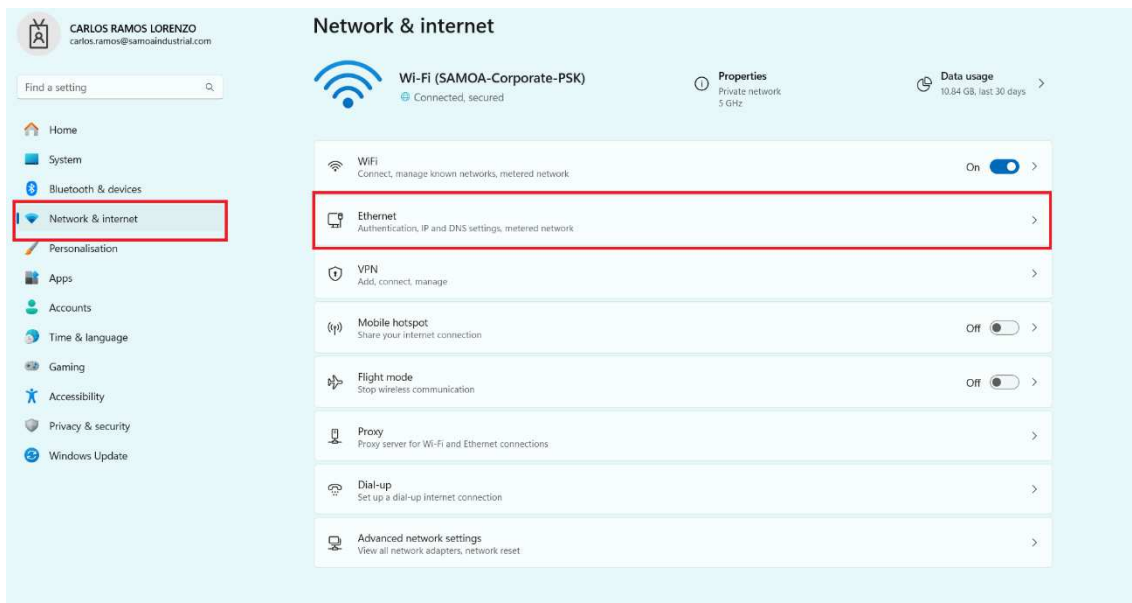 CARLOS RAMOS LORENZO
carlos.ramos@samoaindustrial.com
Find a setting
Home
System
Bluetooth & devices
Network & internet
Personalisation
Apps
Accounts
Time & language
Gaming
Accessibility
Privacy & security
Windows Update
Network & internet
Wi-Fi (SAMOA-Corporate-PSK)
Connected, secured
Properties
Private network
5 GHz
Data usage
10.84 GB, last 30 days
WiFi
Connect, manage known networks, metered network
On
Ethernet
Authentication, IP and DNS settings, metered network
VPN
Add, connect, manage
Mobile hotspot
Share your internet connection
Off
Flight mode
Stop wireless communication
Off
Proxy
Proxy server for Wi-Fi and Ethernet connections
Dial-up
Set up a dial-up internet connection
Advanced network settings
View all network adapters, network reset